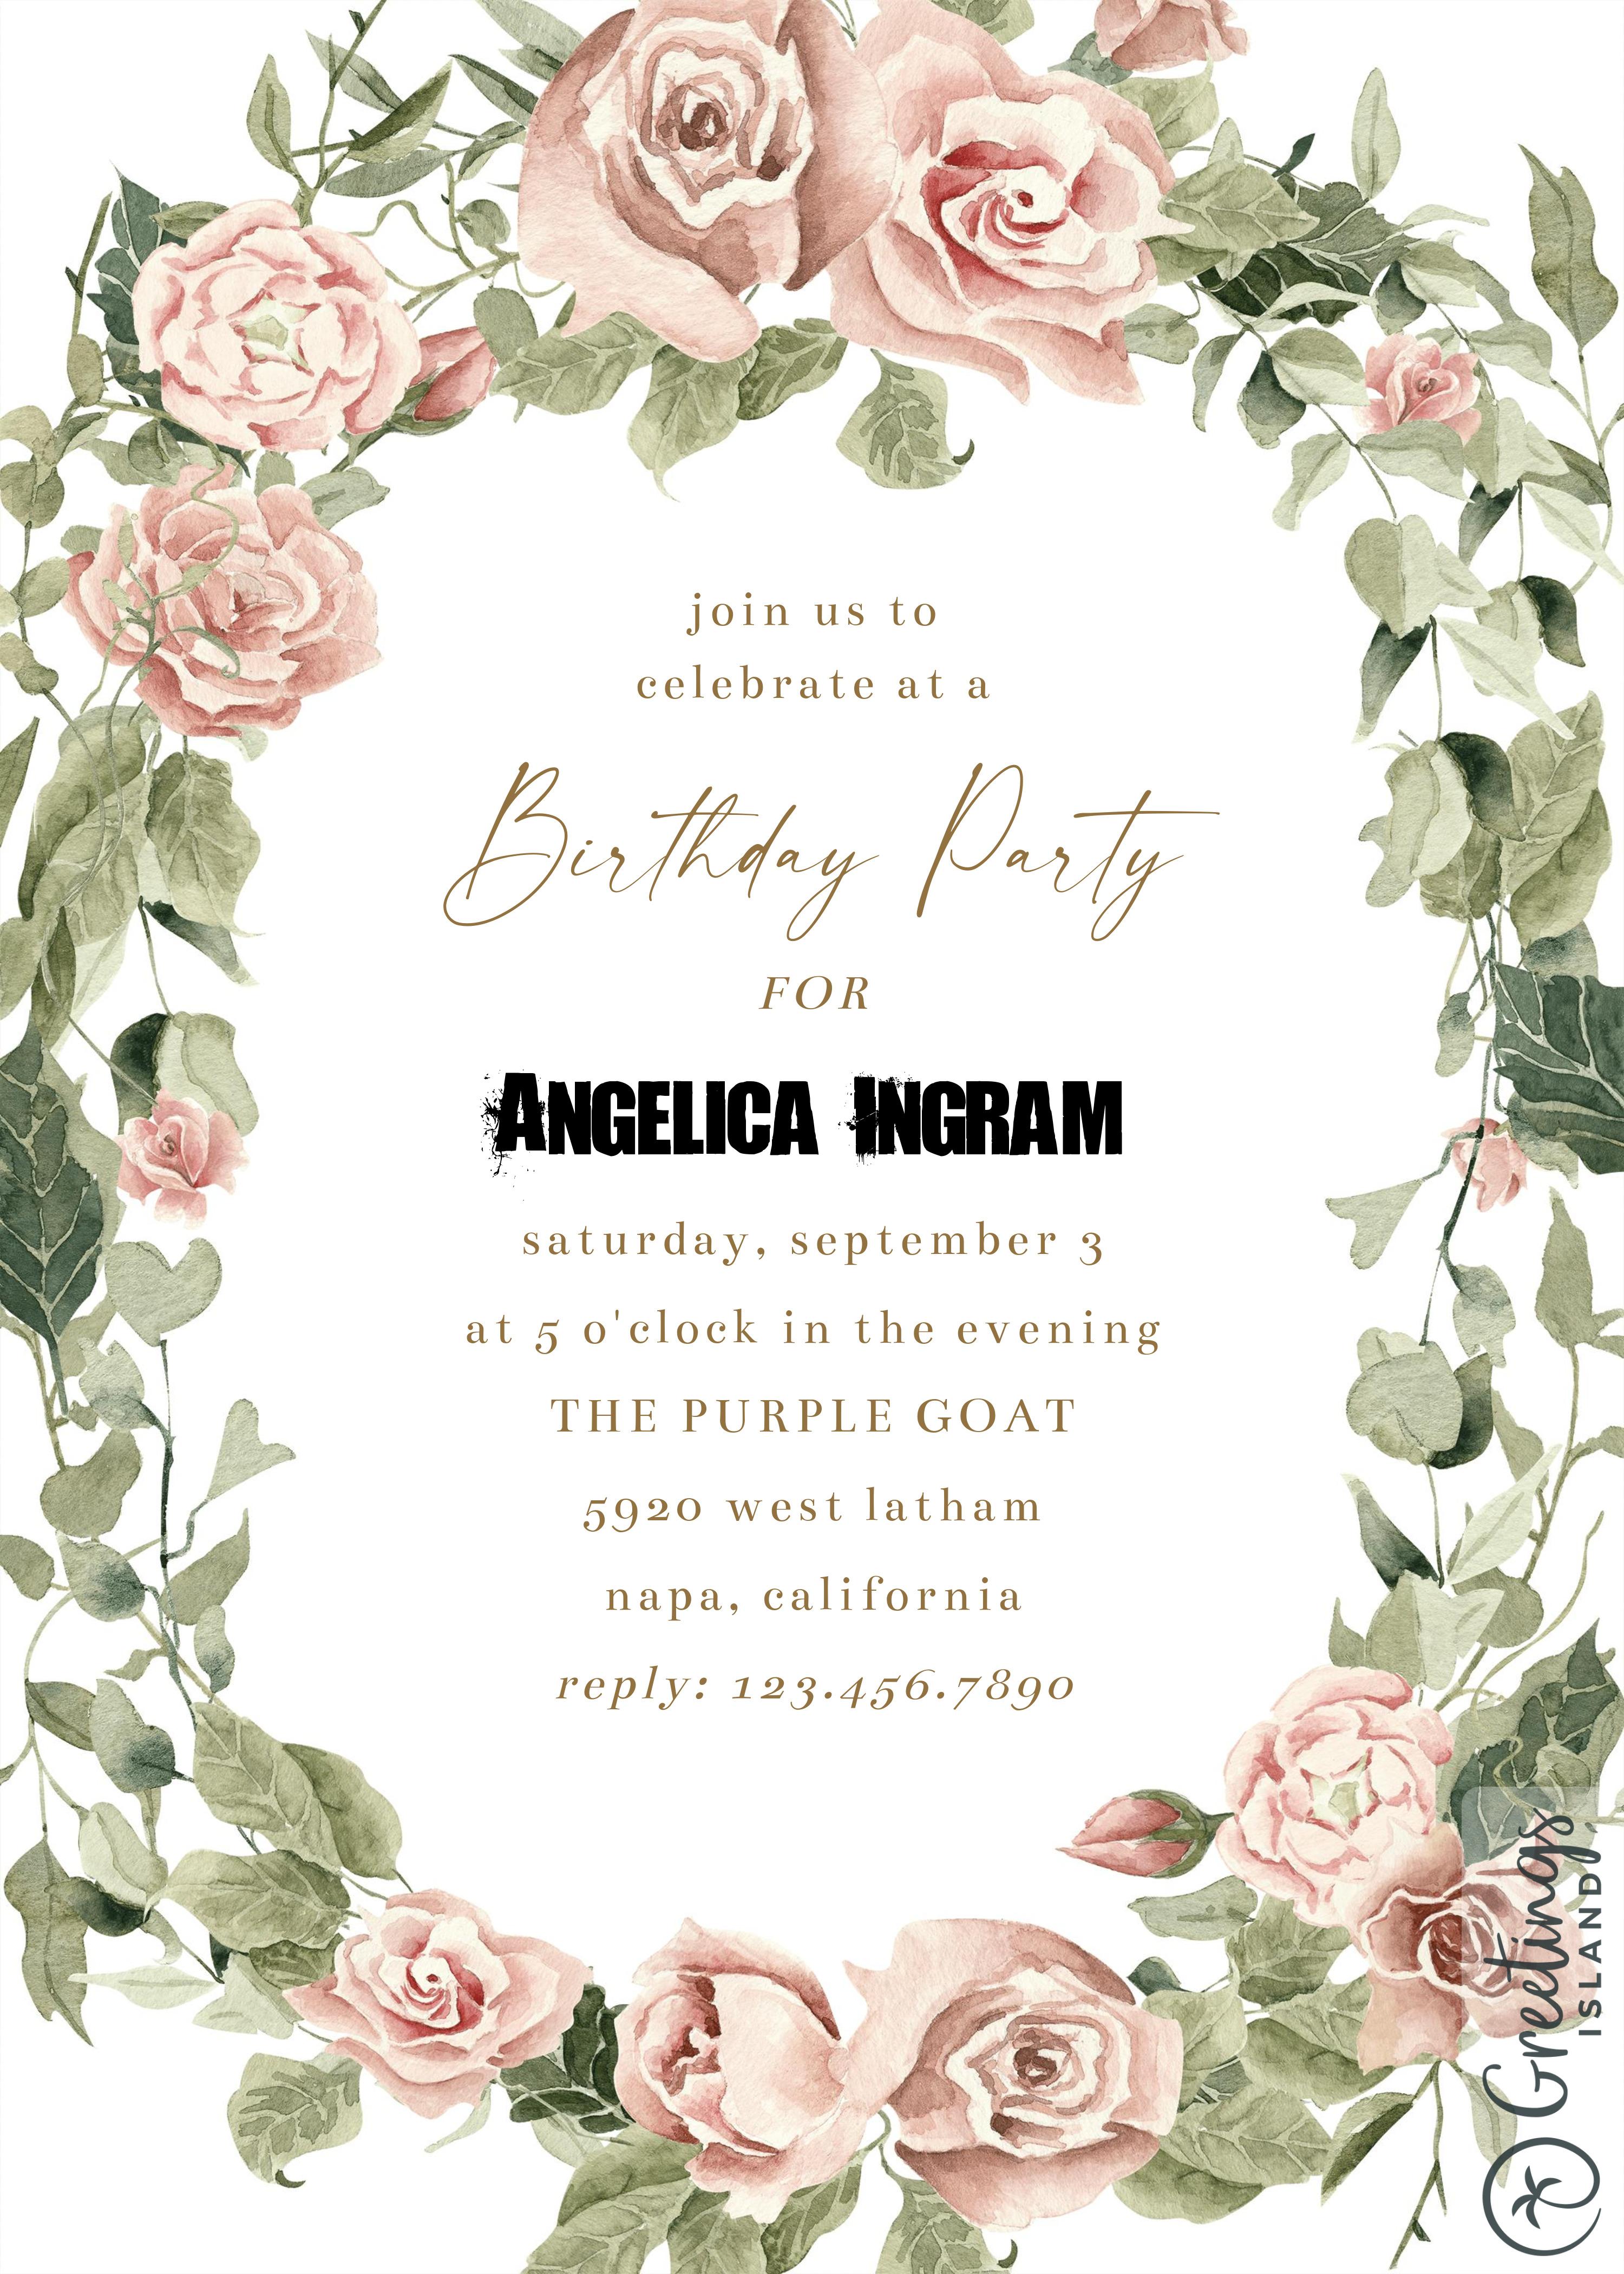 join us to
celebrate at a
Birthday Party
FOR
ANGELICA INGRAM
saturday, september 3
at 5 o'clock in the evening
THE PURPLE GOAT
5920 west latham
napa, california
reply: 123.456.7890
Greetings
ISLAND